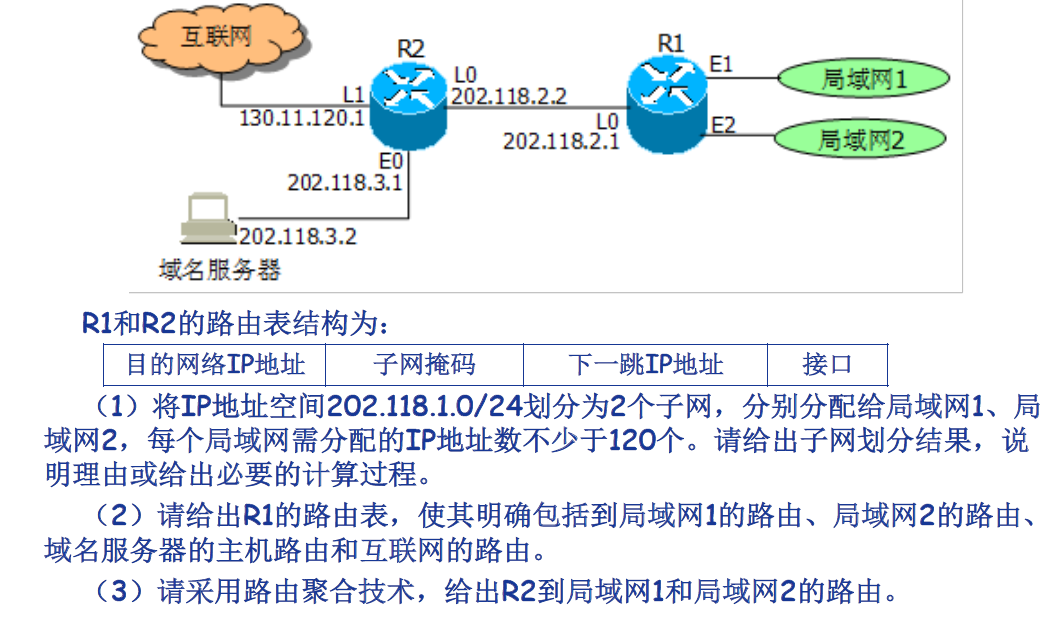 互联网
R2
R1
L0
E1
局域网1
L1
202.118.2.2
130.11.120.1
L0
E2
202.118.2.1
局域网2
E0
202.118.3.1
202.118.3.2
域名服务器
R1和R2的路由表结构为：
目的网络IP地址 子网掩码 下一跳IP地址 接口
（1）将IP地址空间202.118.1.0/24划分为2个子网，分别分配给局域网1、局
域网2，每个局域网需分配的IP地址数不少于120个。请给出子网划分结果，说
明理由或给出必要的计算过程。
（2）请给出R1的路由表，使其明确包括到局域网1的路由、局域网2的路由、
域名服务器的主机路由和互联网的路由。
（3）请采用路由聚合技术，给出R2到局域网1和局域网2的路由。